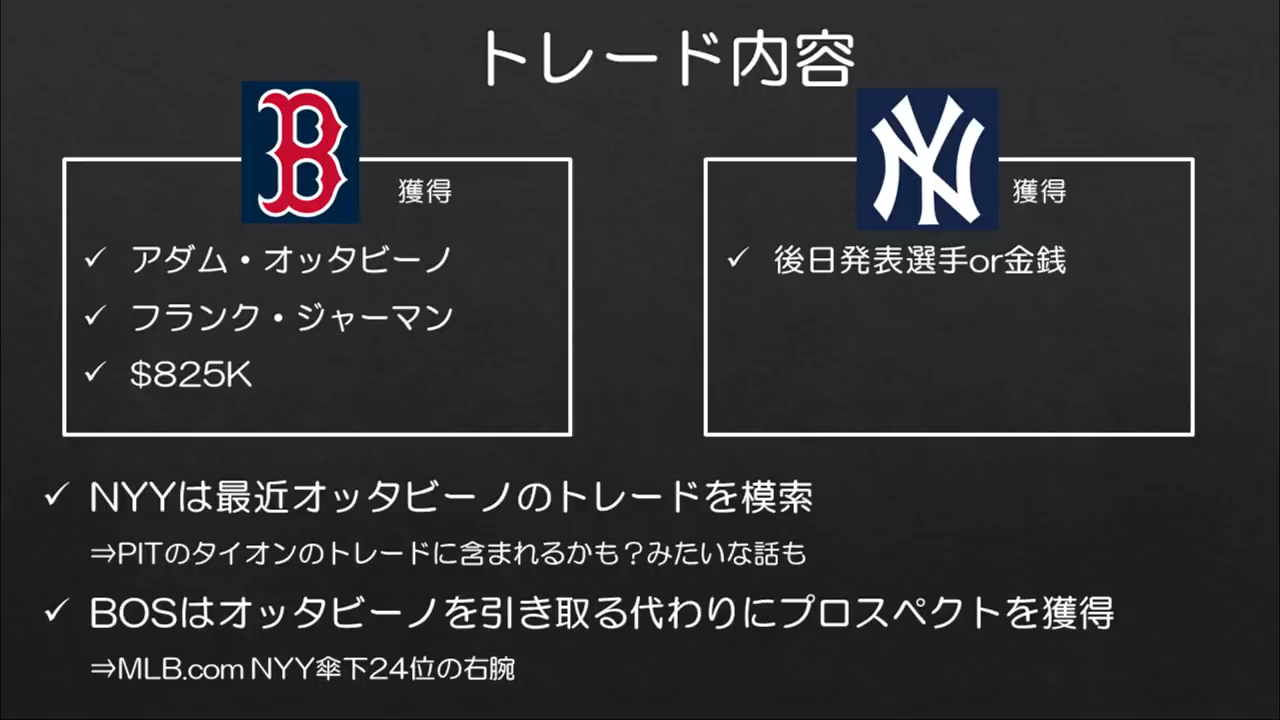 トレード内容
B
獲得
✓ アダム・オッタビーノ
✓ フランク・ジャーマン
✓ $825K
NY
獲得
✓ 後日発表選手or金銭
✓ NYYは最近オッタビーノのトレードを模索
⇒PITのタイオンのトレードに含まれるかも？みたいな話も
✓ BOSはオッタビーノを引き取る代わりにプロスペクトを獲得
⇒MLB.com NYY傘下24位の右腕